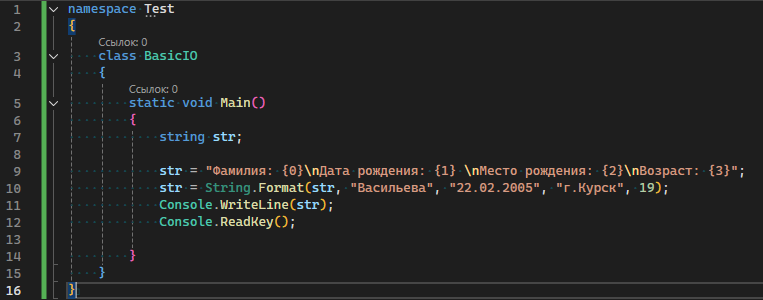 1 namespace Test
2 {
Ссылок: 0
3 class BasicIO
4 {
Ссылок: 0
5 static void Main()
6 {
7 string str;
8
9 str = "Фамилия: {0}\nДата рождения: {1} \nМесто рождения: {2}\nВозраст: {3}";
10 str = String.Format(str, "Васильева", "22.02.2005", "г.Курск", 19);
11 Console.WriteLine(str);
12 Console.ReadKey();
13
14 }
15 }
16 }